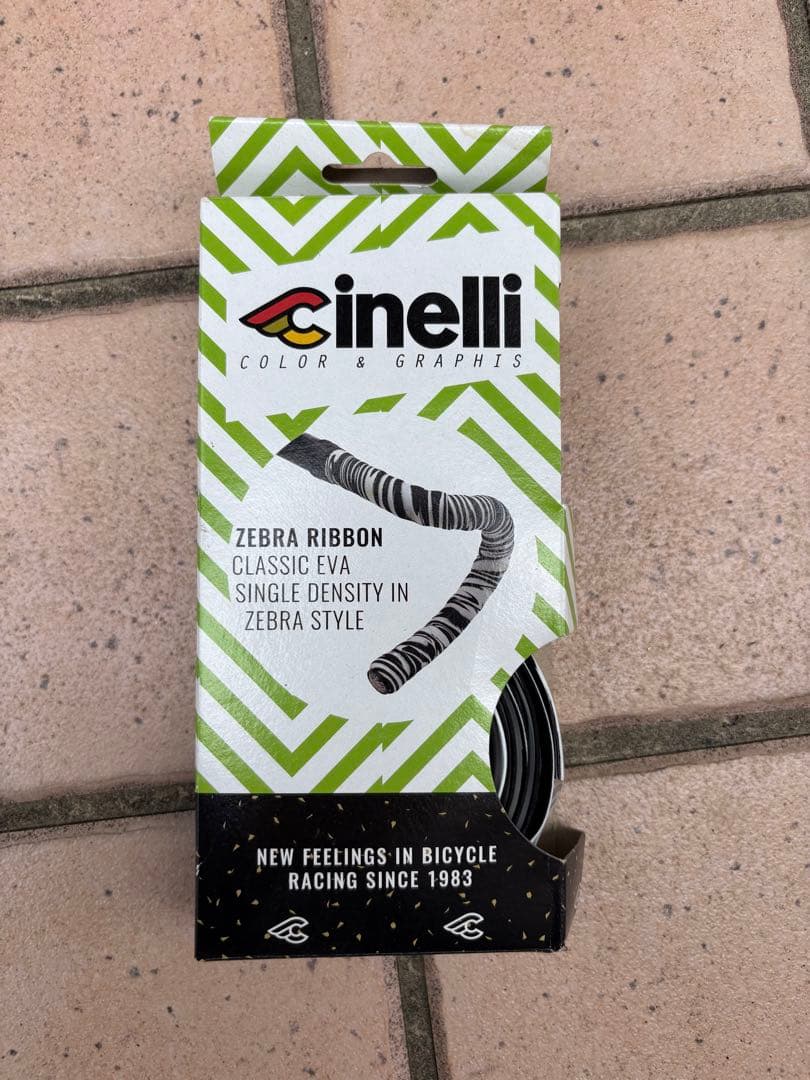 cinelli
COLOR & GRAPHIS
ZEBRA RIBBON
CLASSIC EVA
SINGLE DENSITY IN
ZEBRA STYLE
NEW FEELINGS IN BICYCLE
RACING SINCE 1983